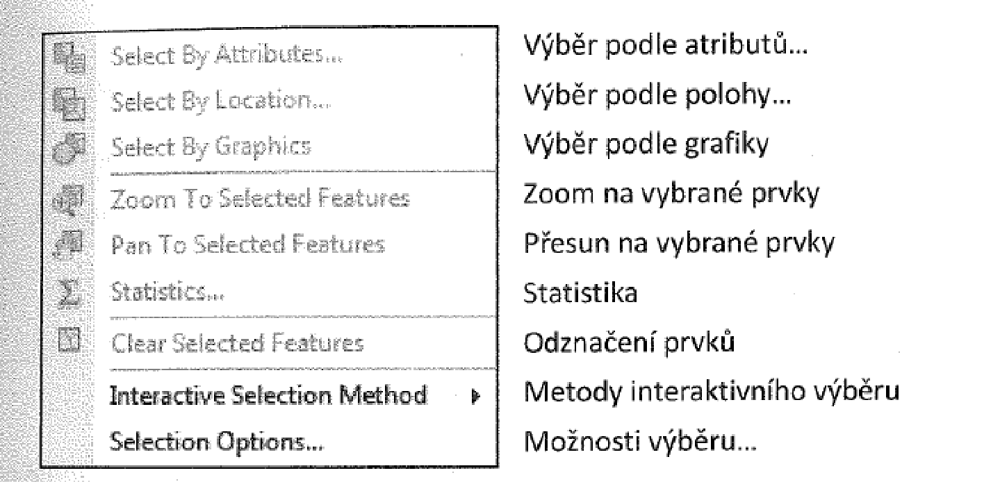 Select By Attributes... Výběr podle atributů...
Select By Location... Výběr podle polohy...
Select By Graphics Výběr podle grafiky
Zoom To Selected Features Zoom na vybrané prvky
Pan To Selected Features Přesun na vybrané prvky
Statistics... Statistika
Clear Selected Features Odznačení prvků
Interactive Selection Method Metody interaktivního výběru
Selection Options... Možnosti výběru...